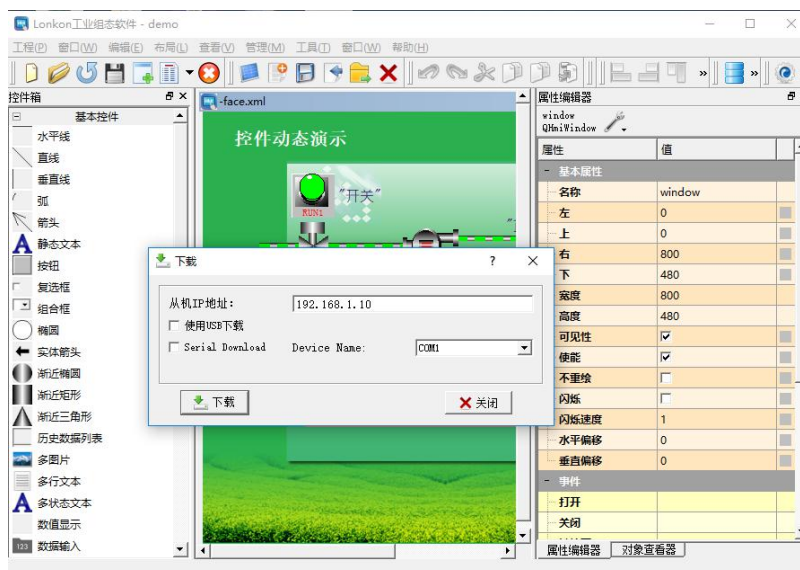 Lonkon工业组态软件 - demo
工程(P) 窗口(W) 编辑(E) 布局(L) 查看(V) 管理(M) 工具(T) 窗口(W) 帮助(H)
控件箱
基本控件
水平线
直线
垂直线
弧
箭头
静态文本
按钮
复选框
组合框
椭圆
实体箭头
渐近椭圆
渐近矩形
渐近三角形
历史数据列表
多图片
多行文本
多状态文本
数值显示
数据输入
-face.xml
控件动态演示
"开关"
RUN1
下载
从机IP地址:
192.168.1.10
使用USB下载
Serial Download Device Name: COM1
下载
关闭
属性编辑器
window
QHmiWindow
属性 值
基本属性
名称 window
左 0
上 0
右 800
下 480
宽度 800
高度 480
可见性
使能
不重绘
闪烁
闪烁速度 1
水平偏移 0
垂直偏移 0
事件
打开
关闭
属性编辑器 对象查看器